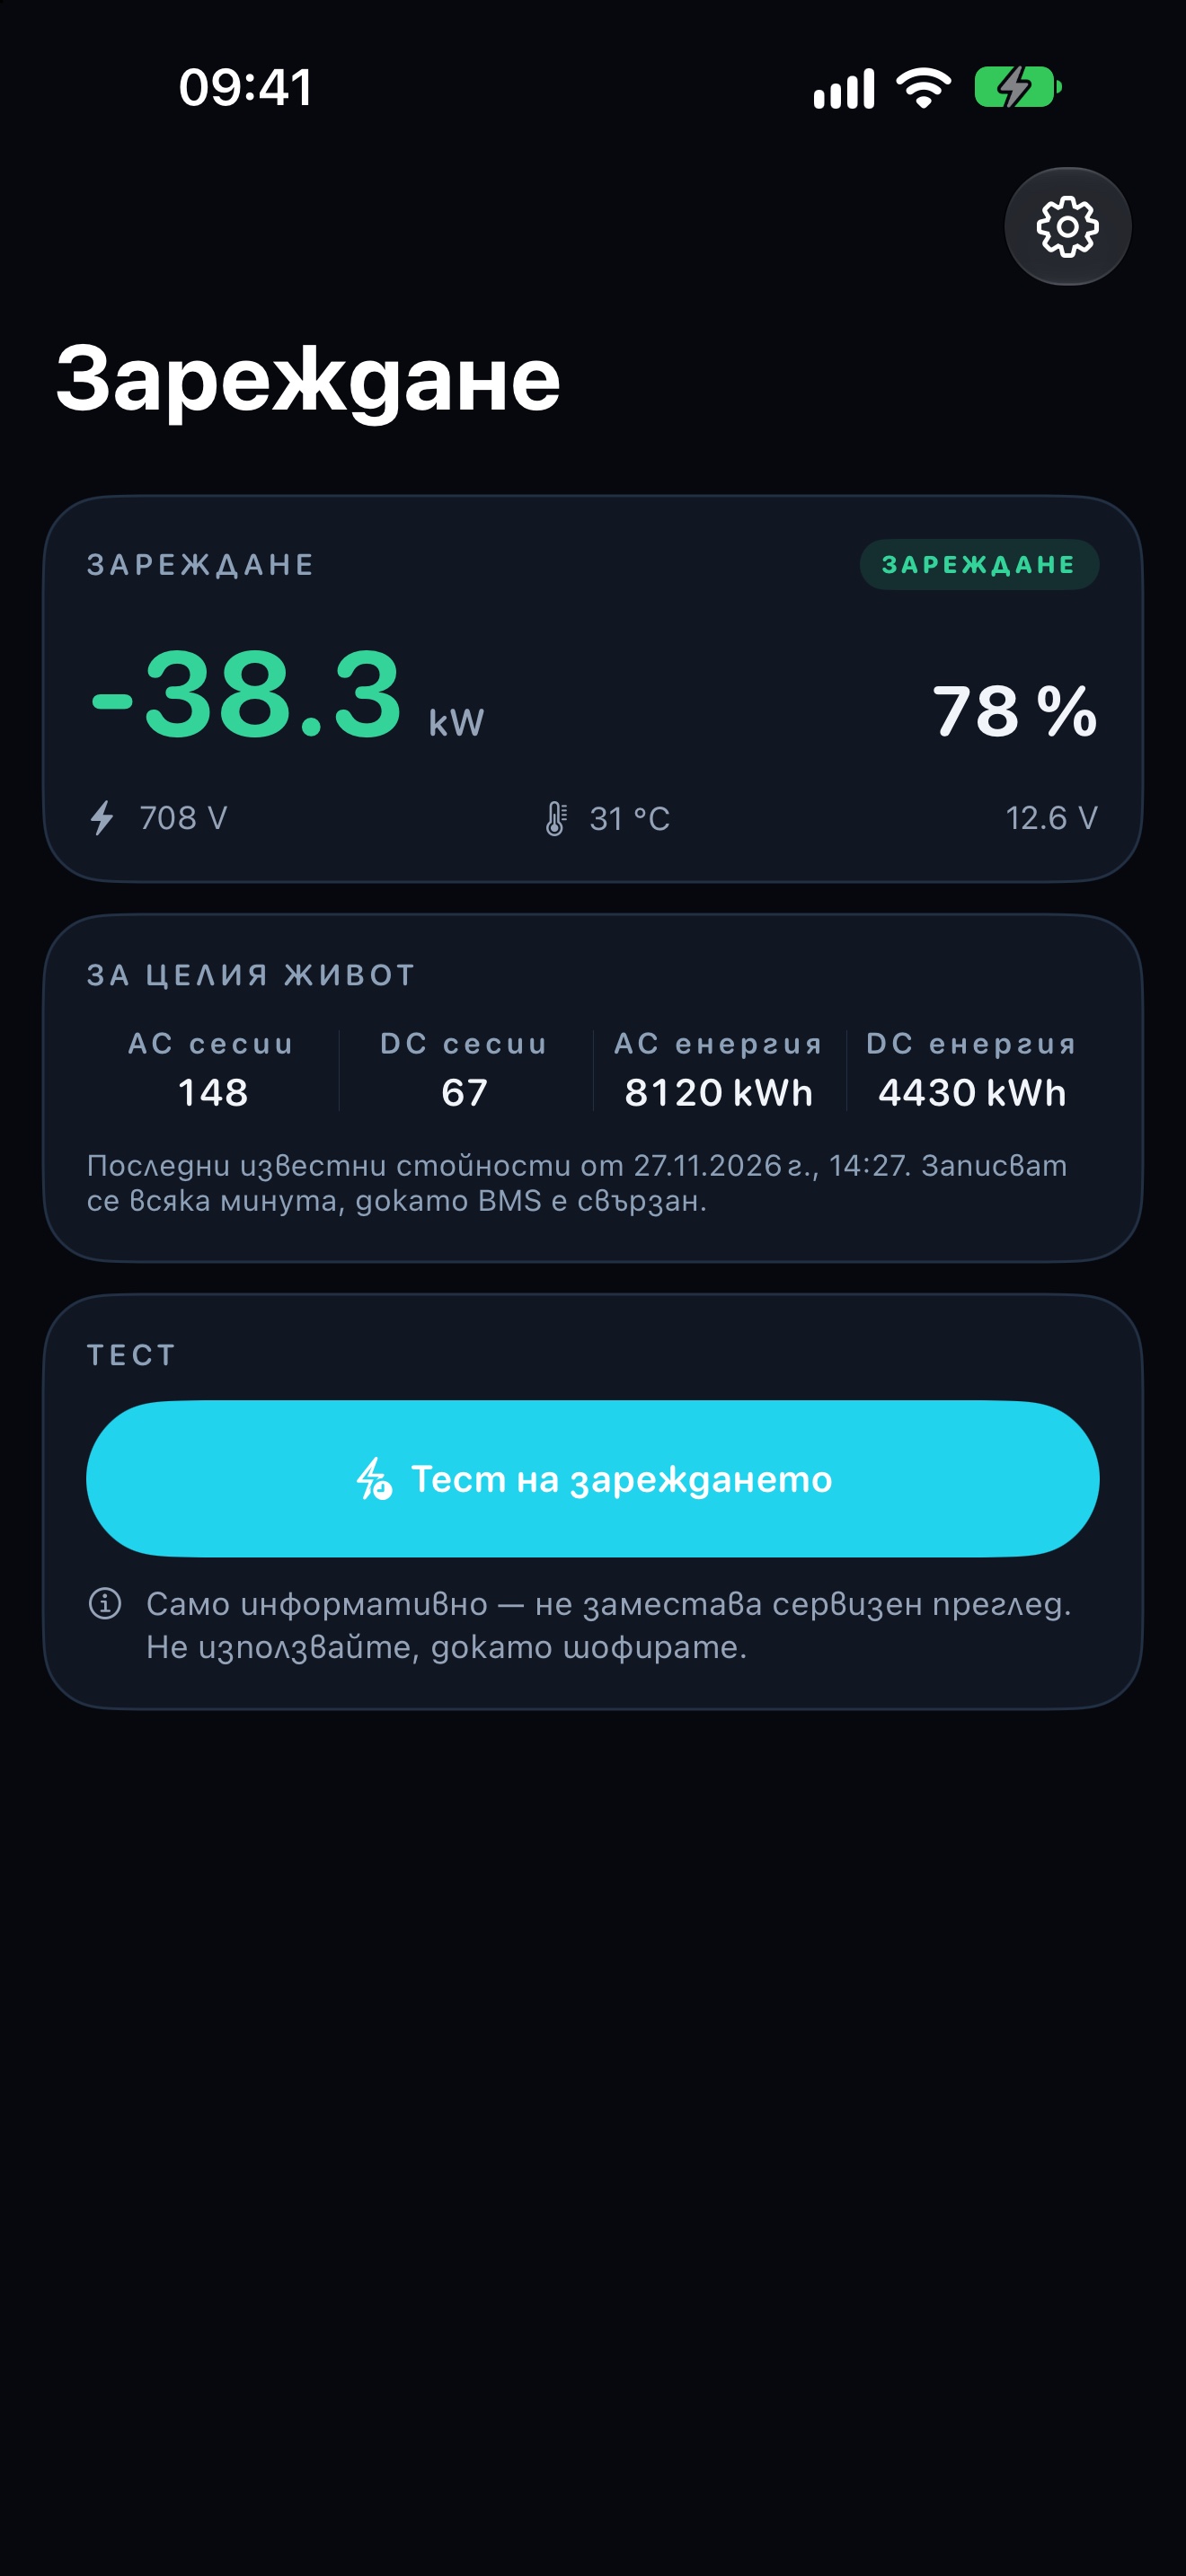 09:41
Зареждане
ЗАРЕЖДАНЕ
ЗАРЕЖДАНЕ
-38.3 kW
78 %
708 V
31 °C
12.6 V
ЗА ЦЕЛИЯ ЖИВОТ
AC сесии
DC сесии
AC енергия
DC енергия
148
67
8120 kWh
4430 kWh
Последни известни стойности от 27.11.2026 г., 14:27. Записват
се всяка минута, докато BMS е свързан.
ТЕСТ
Тест на зареждането
Само информативно — не замества сервизен преглед.
Не използвайте, докато шофирате.